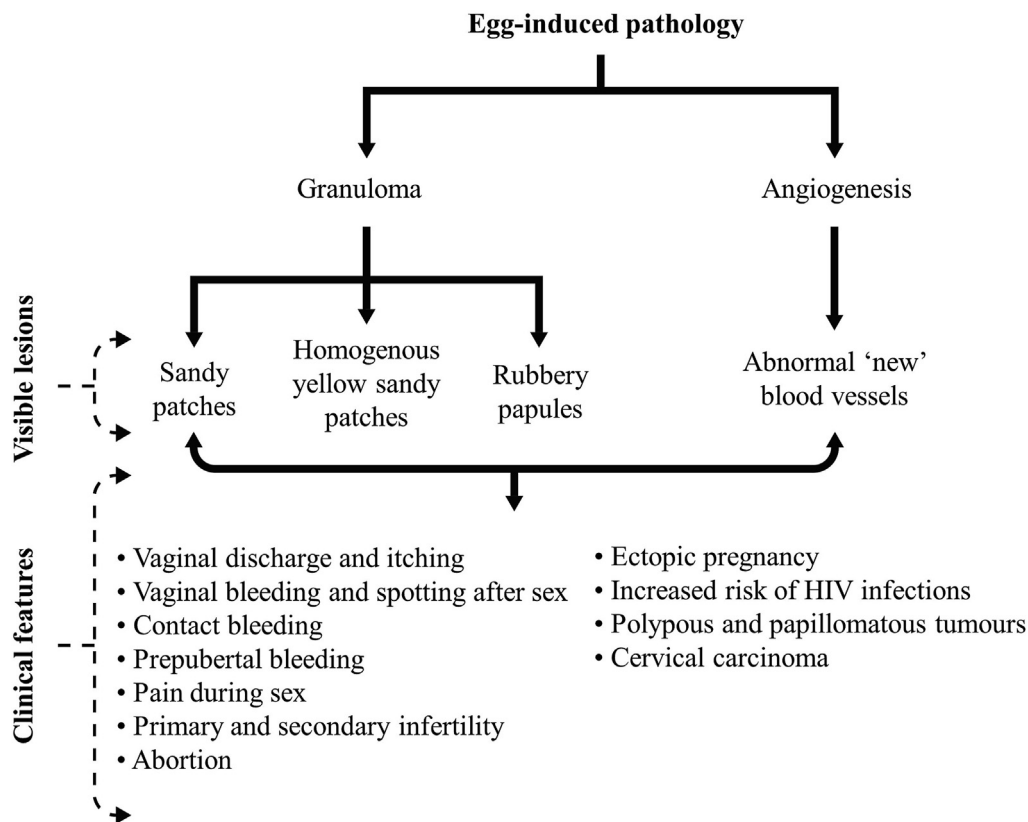 Egg-induced pathology
Granuloma
Angiogenesis
Visible lesions
Sandy
patches
Homogenous
yellow sandy
patches
Rubbery
papules
Abnormal ‘new’
blood vessels
Clinical features
• Vaginal discharge and itching
• Vaginal bleeding and spotting after sex
• Contact bleeding
• Prepubertal bleeding
• Pain during sex
• Primary and secondary infertility
• Abortion
• Ectopic pregnancy
• Increased risk of HIV infections
• Polypous and papillomatous tumours
• Cervical carcinoma